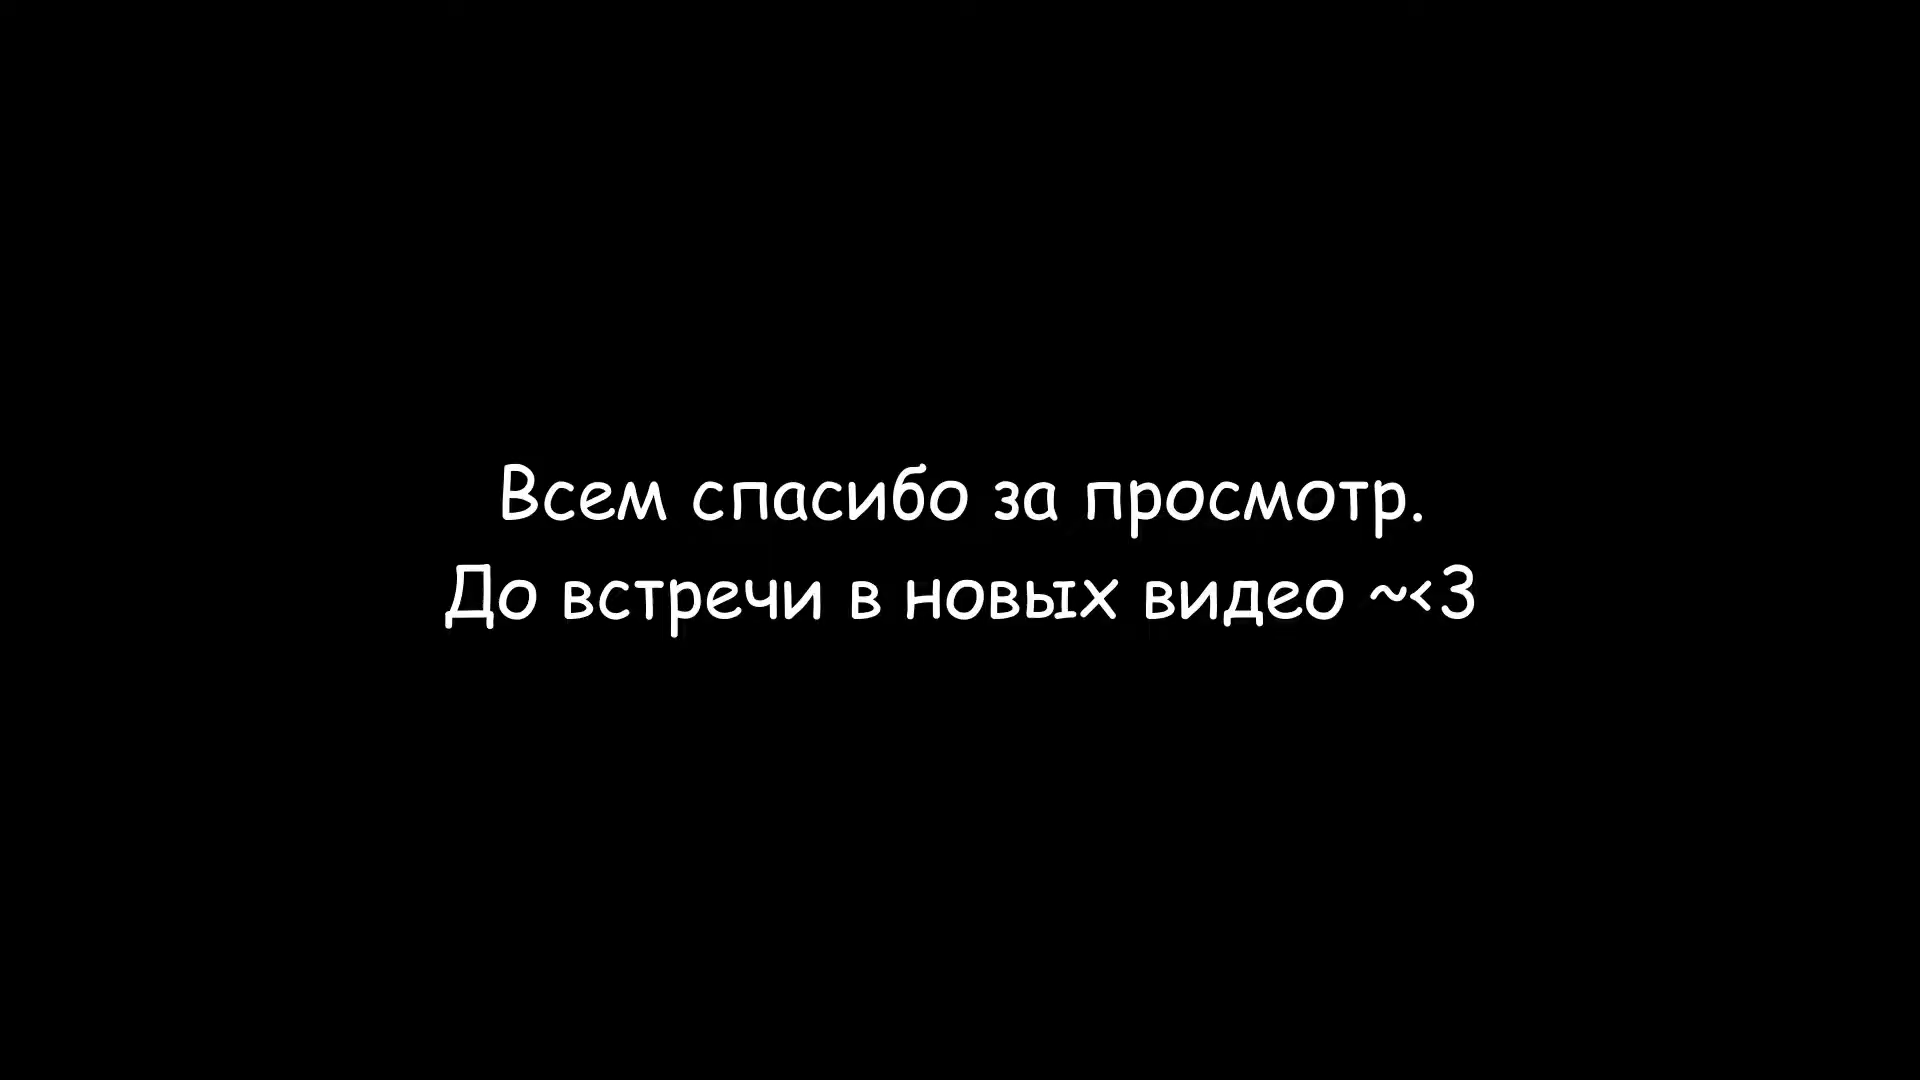 Всем спасибо за просмотр.
До встречи в новых видео ~<3